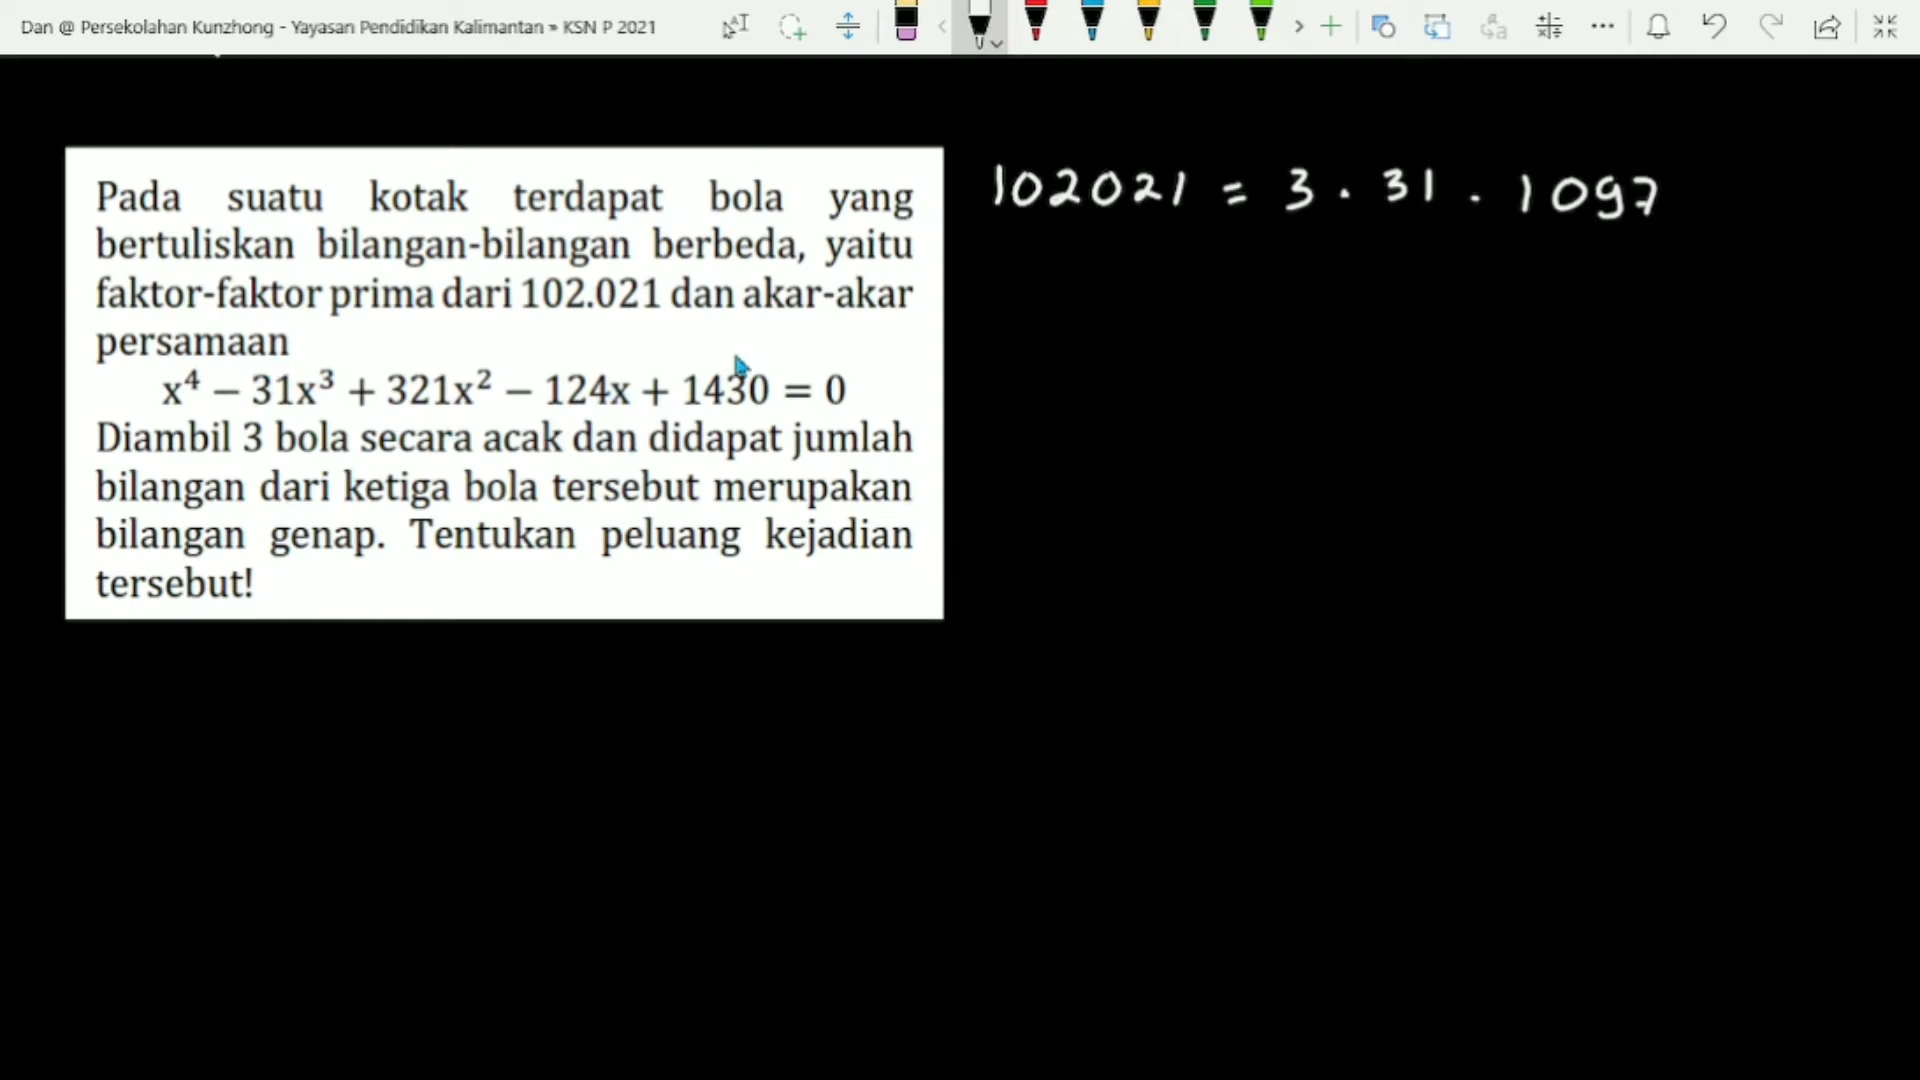 Dan @ Persekolahan Kunzhong - Yayasan Pendidikan Kalimantan » KSN P 2021
Pada suatu kotak terdapat bola yang
bertuliskan bilangan-bilangan berbeda, yaitu
faktor-faktor prima dari 102.021 dan akar-akar
persamaan
x⁴ − 31x³ + 321x² − 124x + 1430 = 0
Diambil 3 bola secara acak dan didapat jumlah
bilangan dari ketiga bola tersebut merupakan
bilangan genap. Tentukan peluang kejadian
tersebut!
102021 = 3 . 31 . 1097